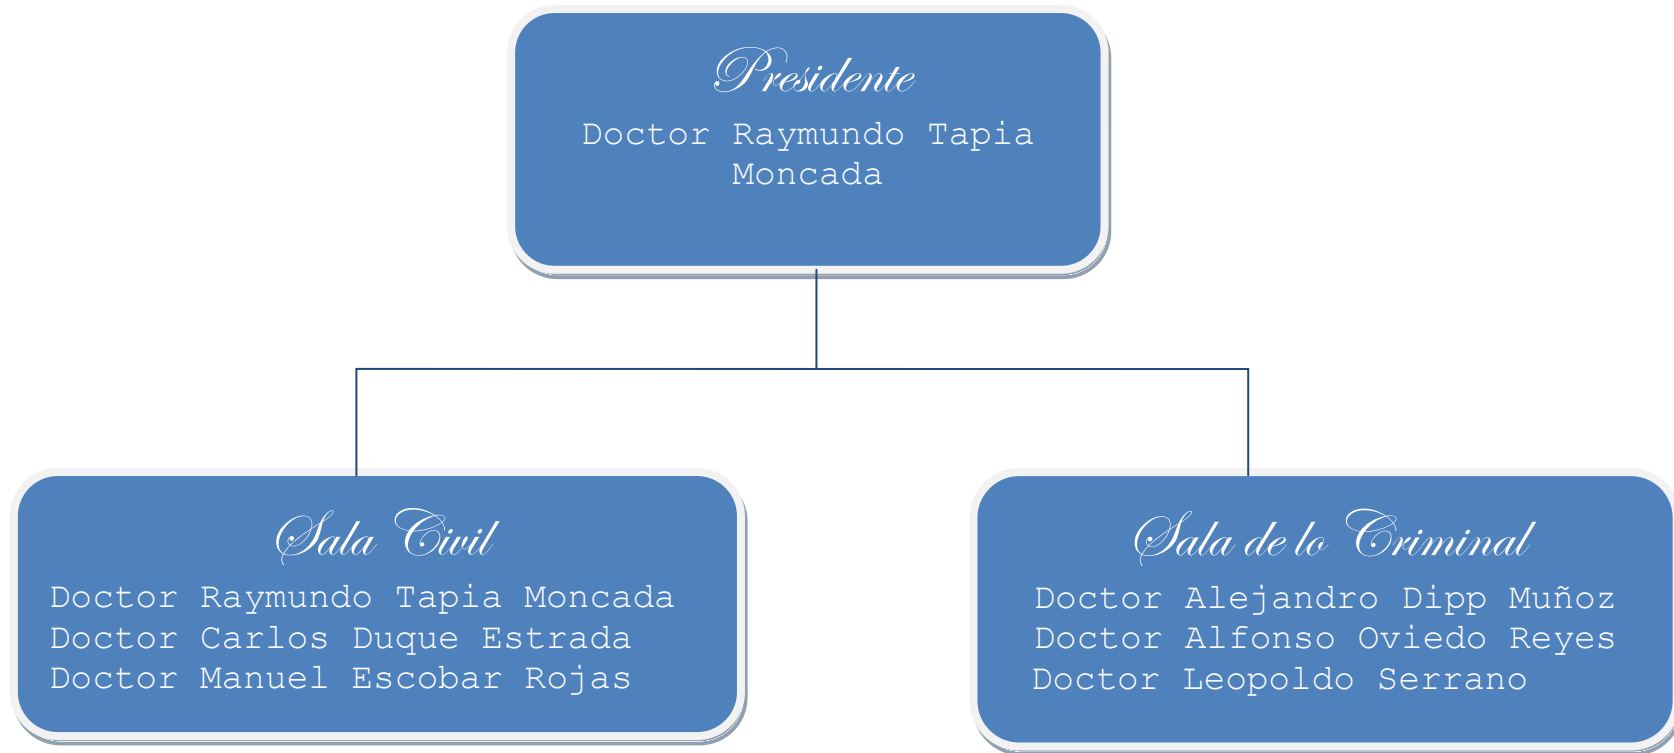 Presidente
Doctor Raymundo Tapia
Moncada
Sala Civil
Doctor Raymundo Tapia Moncada
Doctor Carlos Duque Estrada
Doctor Manuel Escobar Rojas
Sala de lo Criminal
Doctor Alejandro Dipp Muñoz
Doctor Alfonso Oviedo Reyes
Doctor Leopoldo Serrano